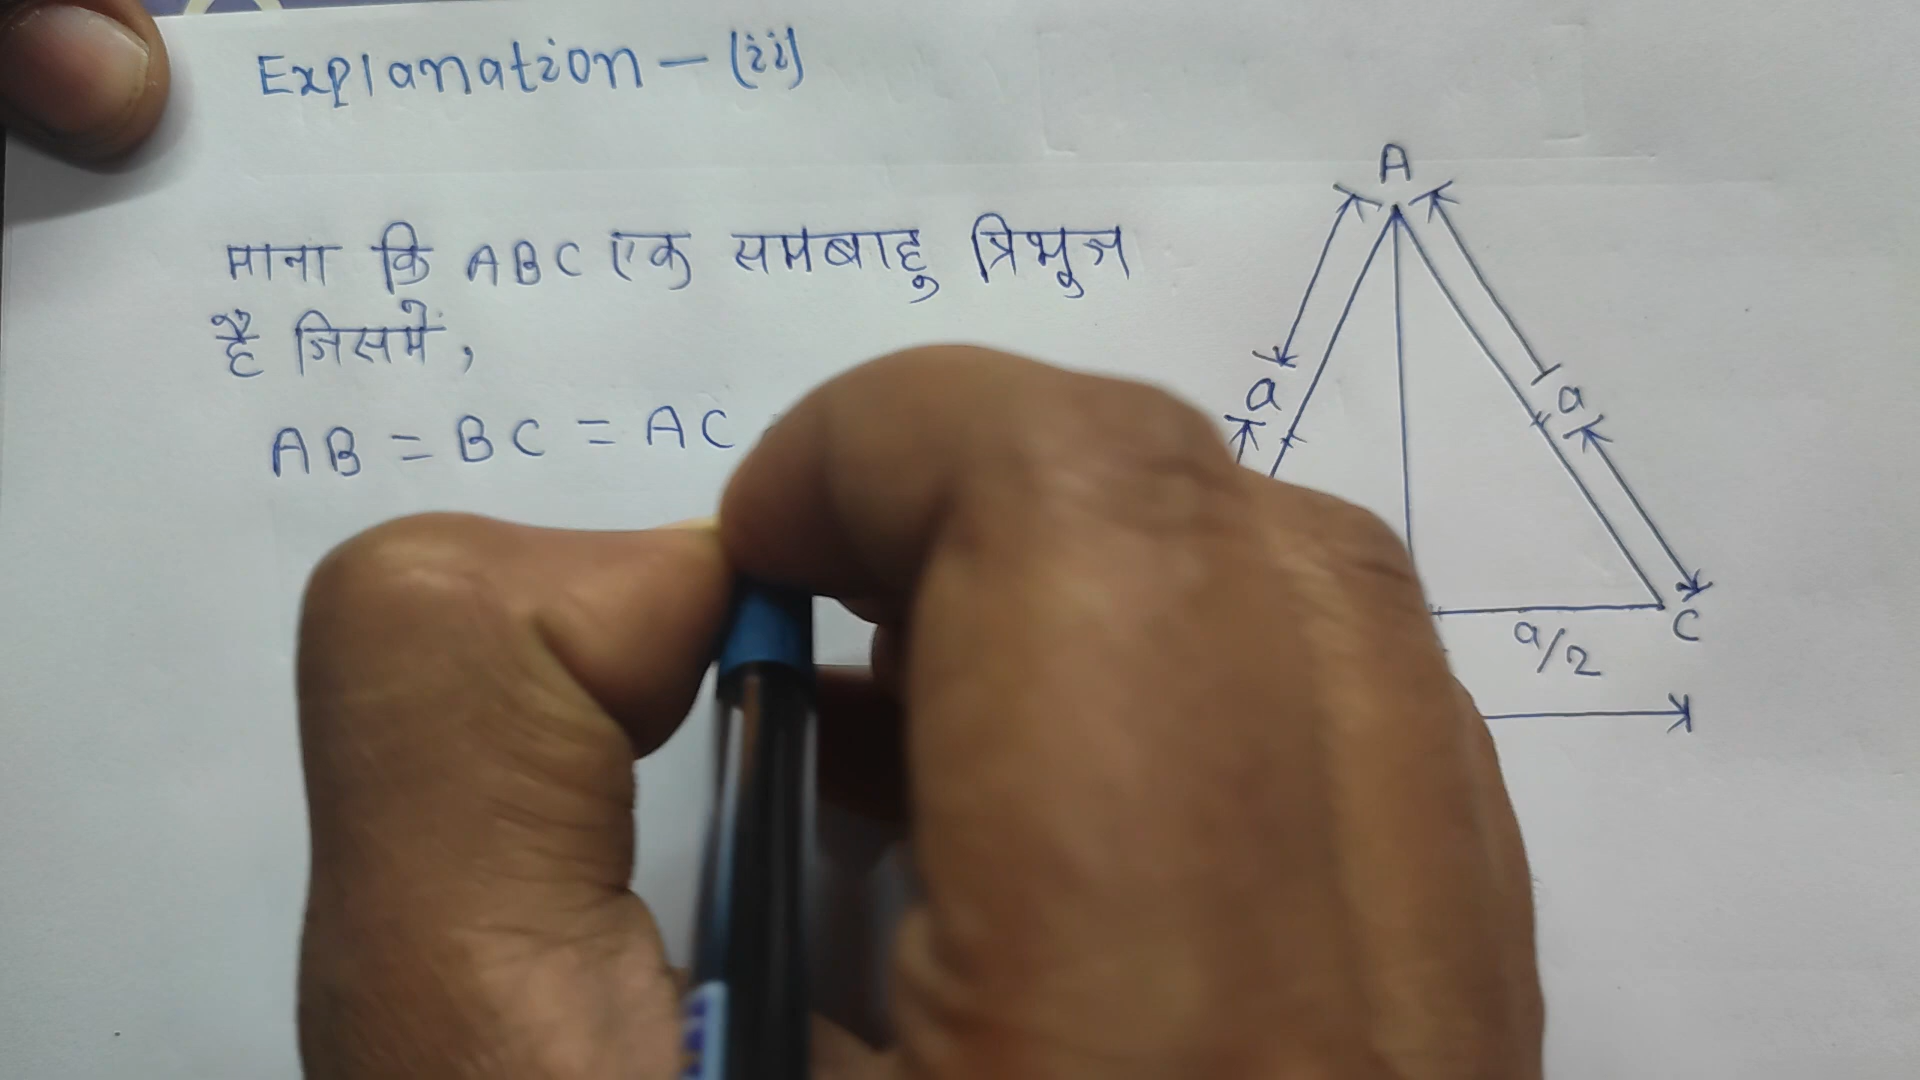 Explanation - (ii)
माना कि ABC एक समबाहु त्रिभुज
है जिसमें,
AB = BC = AC
A
a
a
C
a/2